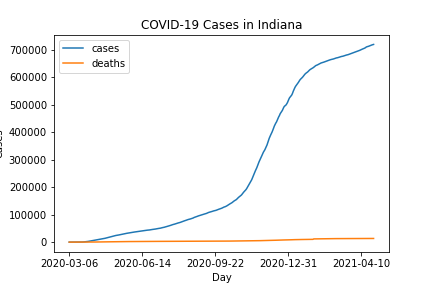 COVID-19 Cases in Indiana
cases
deaths
700000
600000
500000
400000
300000
200000
100000
0
Cases
2020-03-06 2020-06-14 2020-09-22 2020-12-31 2021-04-10
Day